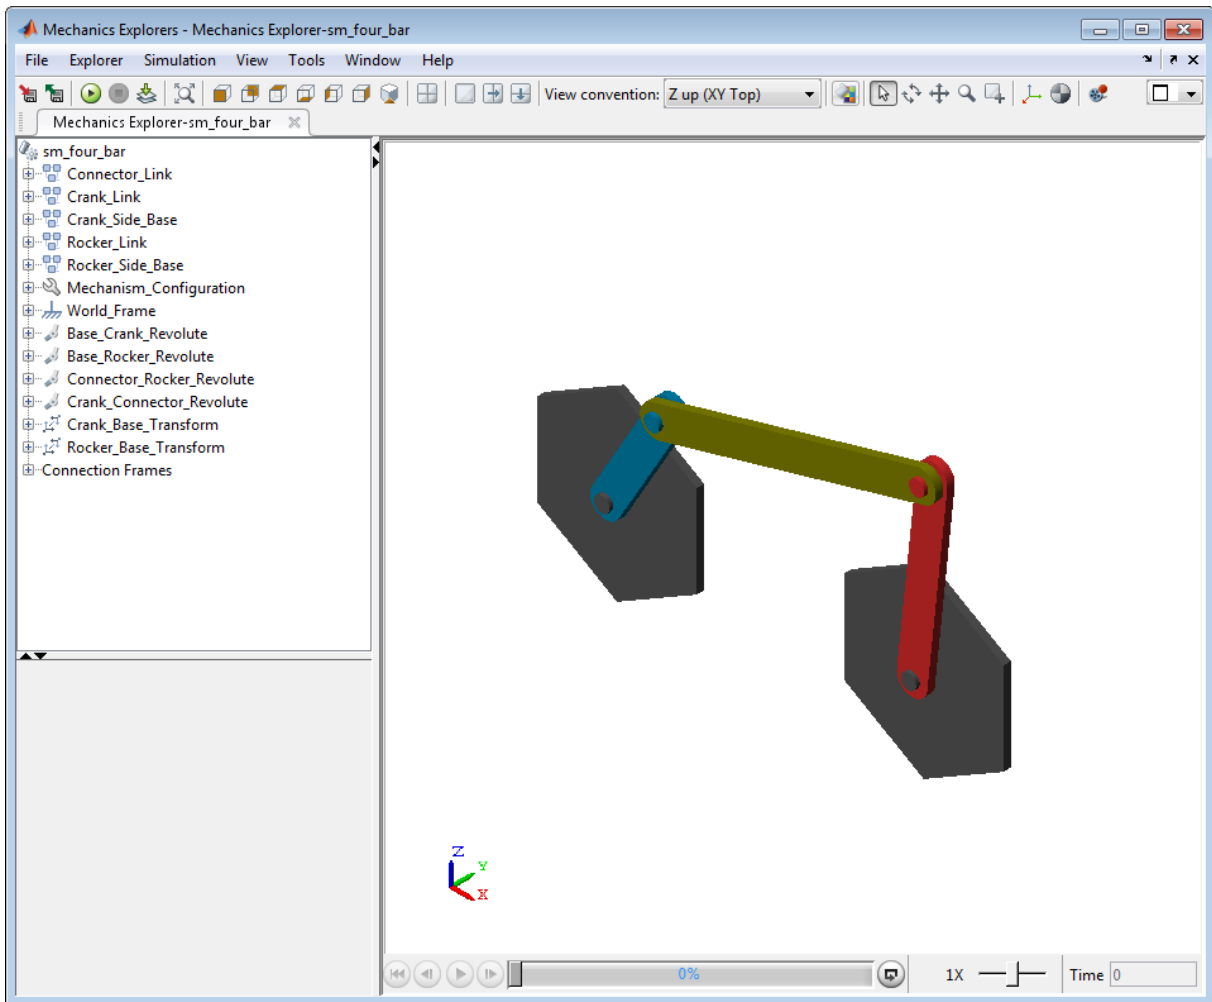 Mechanics Explorers - Mechanics Explorer-sm_four_bar
File Explorer Simulation View Tools Window Help
View convention: Z up (XY Top)
Mechanics Explorer-sm_four_bar
sm_four_bar
Connector_Link
Crank_Link
Crank_Side_Base
Rocker_Link
Rocker_Side_Base
Mechanism_Configuration
World_Frame
Base_Crank_Revolute
Base_Rocker_Revolute
Connector_Rocker_Revolute
Crank_Connector_Revolute
Crank_Base_Transform
Rocker_Base_Transform
Connection Frames
Z
Y
X
0% 1X Time 0